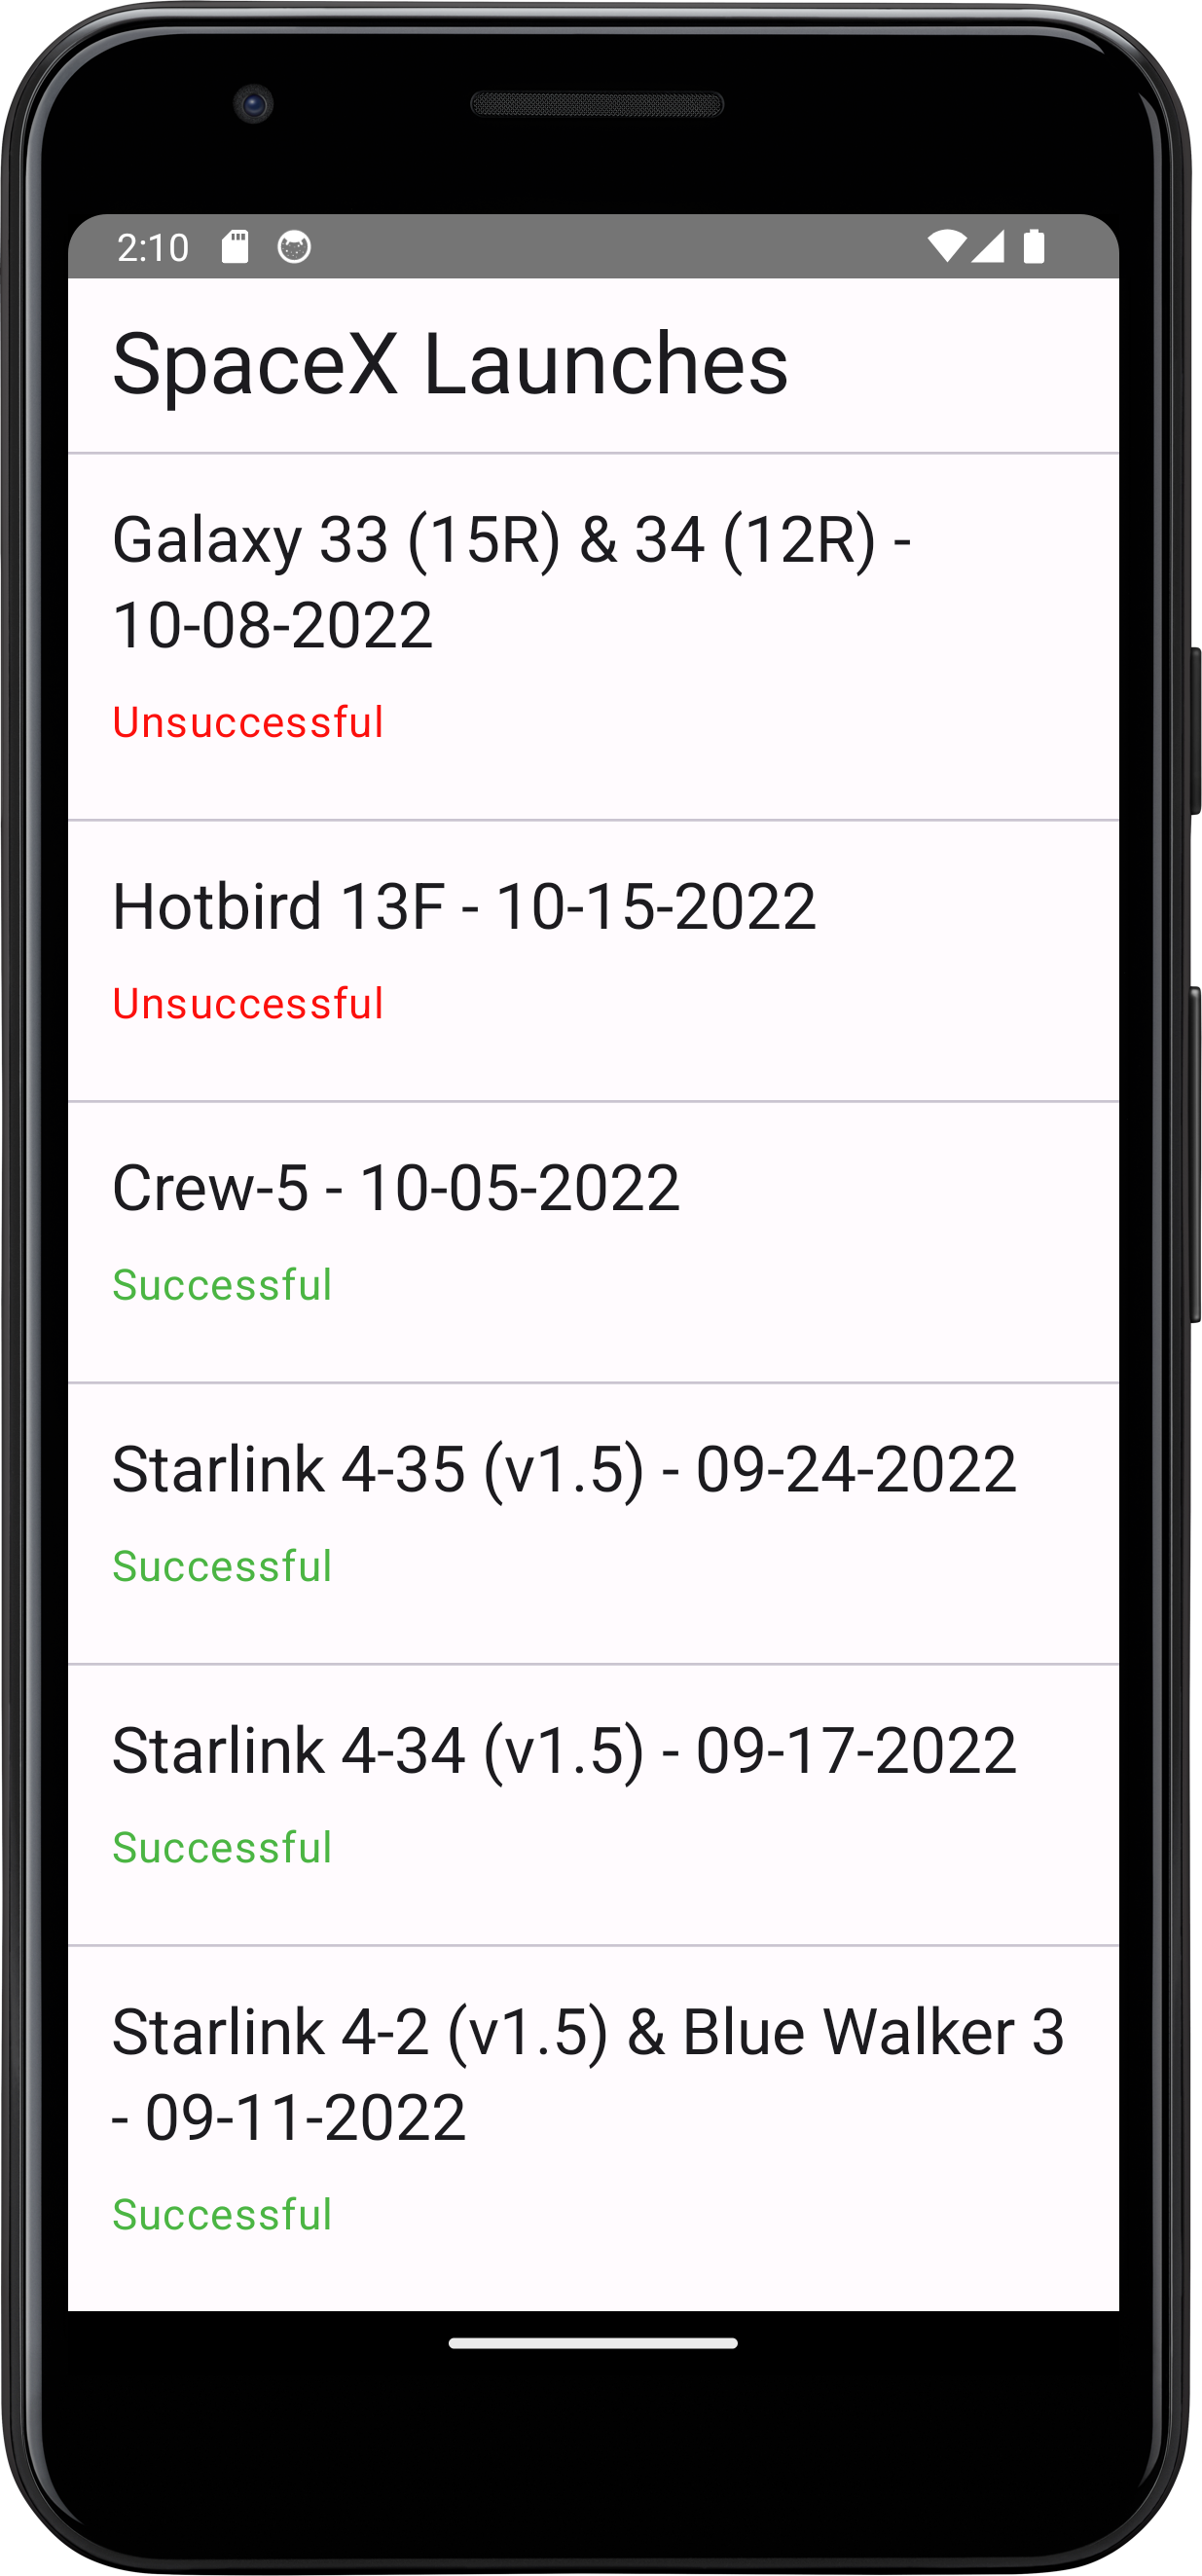 2:10
SpaceX Launches
Galaxy 33 (15R) & 34 (12R) -
10-08-2022
Unsuccessful
Hotbird 13F - 10-15-2022
Unsuccessful
Crew-5 - 10-05-2022
Successful
Starlink 4-35 (v1.5) - 09-24-2022
Successful
Starlink 4-34 (v1.5) - 09-17-2022
Successful
Starlink 4-2 (v1.5) & Blue Walker 3
- 09-11-2022
Successful